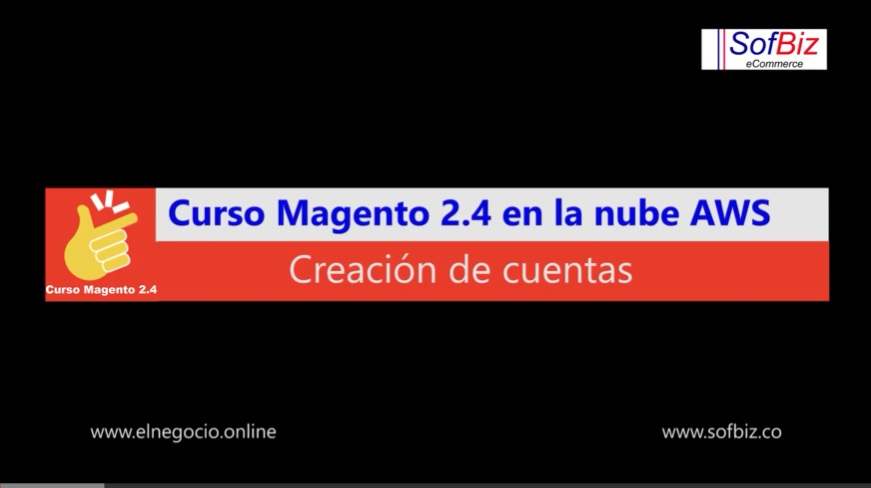 SofBiz
eCommerce
Curso Magento 2.4 en la nube AWS
Creación de cuentas
Curso Magento 2.4
www.elnegocio.online
www.sofbiz.co